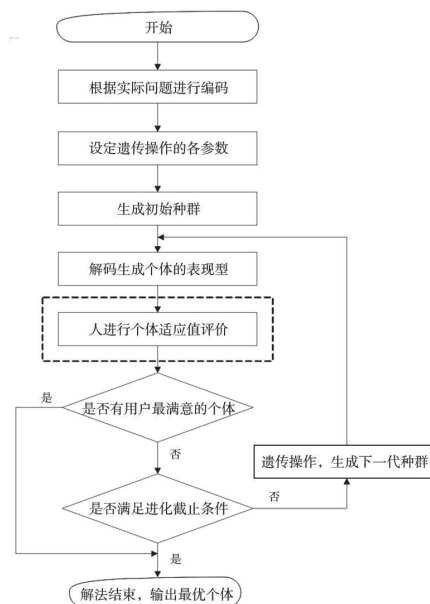 开始
根据实际问题进行编码
设定遗传操作的各参数
生成初始种群
解码生成个体的表现型
人进行个体适应值评价
是
是否有用户最满意的个体
否
遗传操作，生成下一代种群
是否满足进化截止条件
否
是
解法结束，输出最优个体